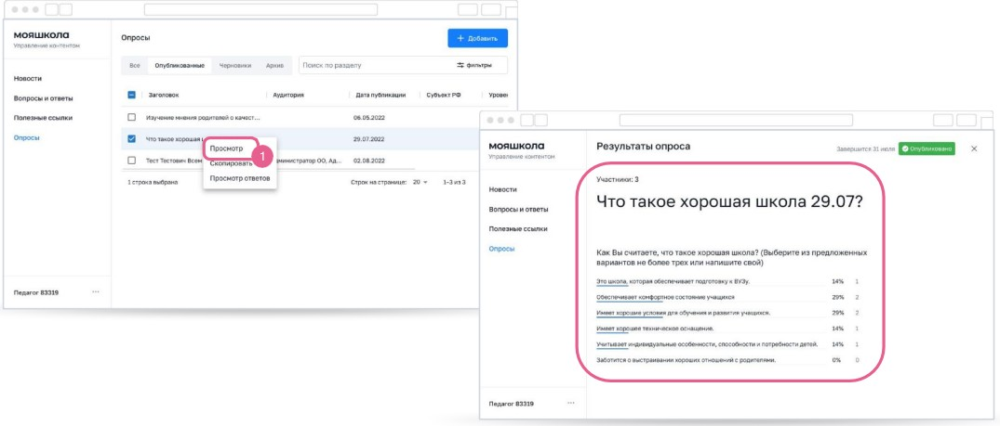 МОЯШКОЛА
Управление контентом
Новости
Вопросы и ответы
Полезные ссылки
Опросы
Педагог 83319 ...
Опросы
+ Добавить
Все Опубликованные Черновики Архив Поиск по разделу фильтры
Заголовок Аудитория Дата публикации Субъект РФ Уровен
Изучение мнения родителей о качест... 06.05.2022
Что такое хорошая 29.07.2022
Тест Тестович Всем министратор ОО, Ад... 02.08.2022
Просмотр
1
Скопировать
Просмотр ответов
1 строка выбрана Строк на странице: 20 1-3 из 3
МОЯШКОЛА
Управление контентом
Новости
Вопросы и ответы
Полезные ссылки
Опросы
Педагог 83319 ...
Результаты опроса Завершится 31 июля Опубликовано
Участники: 3
Что такое хорошая школа 29.07?
Как Вы считаете, что такое хорошая школа? (Выберите из предложенных
вариантов не более трех или напишите свой)
Это школа, которая обеспечивает подготовку к ВУЗу. 14% 1
Обеспечивает комфортное состояние учащихся 29% 2
Имеет хорошие условия для обучения и развития учащихся. 29% 2
Имеет хорошее техническое оснащение. 14% 1
Учитывает индивидуальные особенности, способности и потребности детей. 14% 1
Заботится о выстраивании хороших отношений с родителями. 0% 0